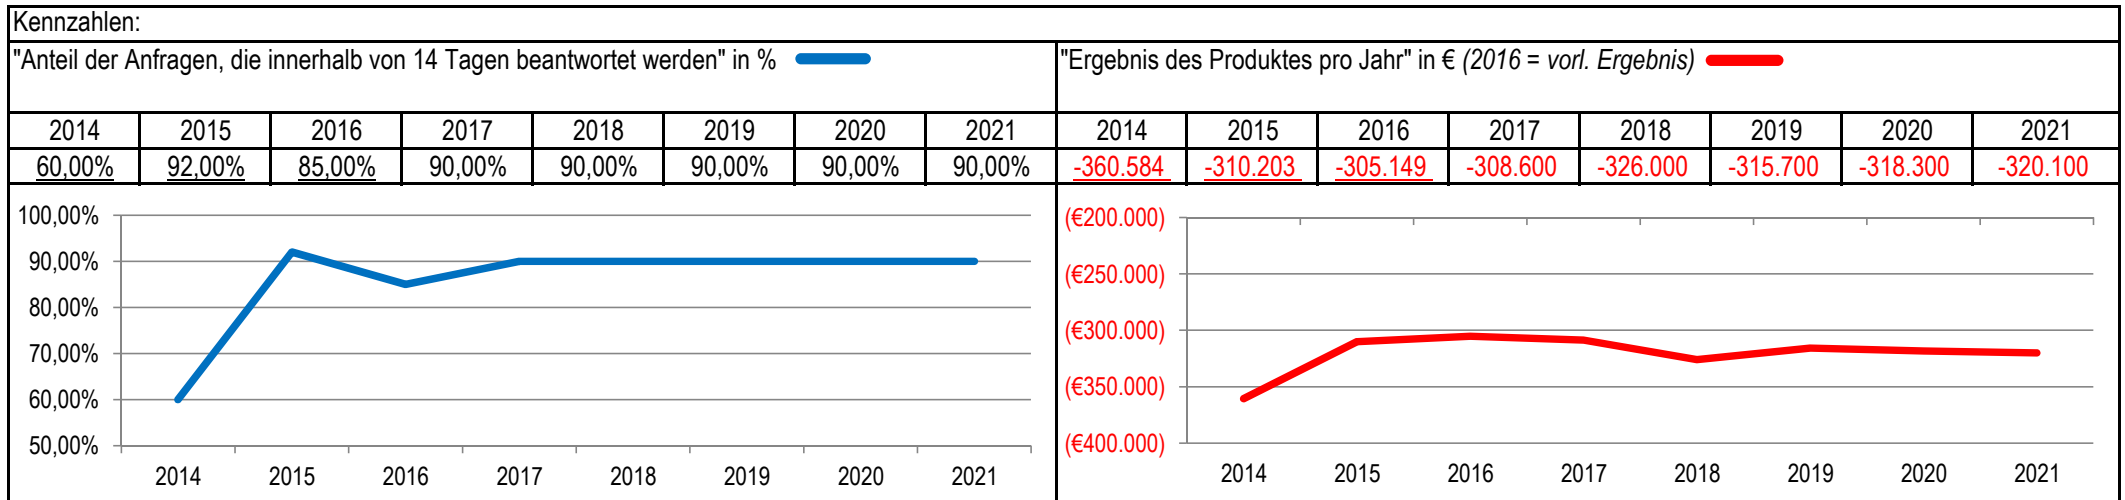 Kennzahlen:
"Anteil der Anfragen, die innerhalb von 14 Tagen beantwortet werden" in %
"Ergebnis des Produktes pro Jahr" in € (2016 = vorl. Ergebnis)
2014 2015 2016 2017 2018 2019 2020 2021 2014 2015 2016 2017 2018 2019 2020 2021
60,00% 92,00% 85,00% 90,00% 90,00% 90,00% 90,00% 90,00% -360.584 -310.203 -305.149 -308.600 -326.000 -315.700 -318.300 -320.100
100,00%
90,00%
80,00%
70,00%
60,00%
50,00%
2014 2015 2016 2017 2018 2019 2020 2021
(€200.000)
(€250.000)
(€300.000)
(€350.000)
(€400.000)
2014 2015 2016 2017 2018 2019 2020 2021